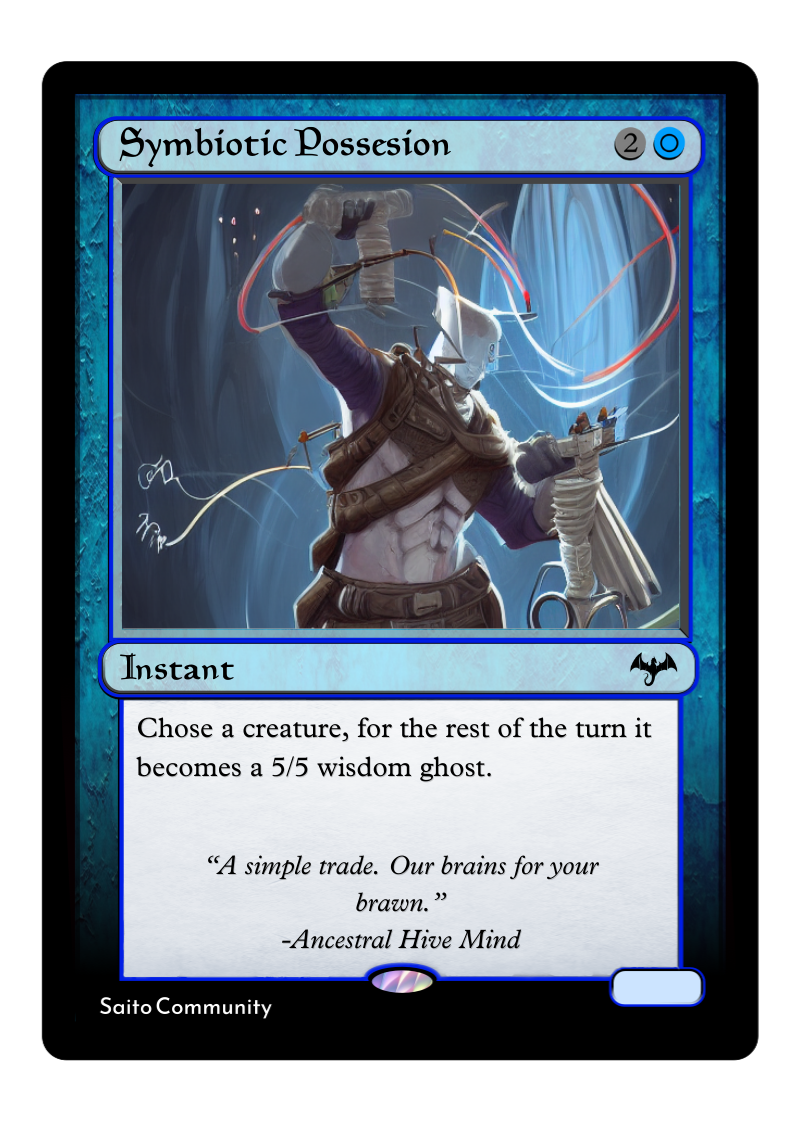 Symbiotic Possesion 2
Instant
Chose a creature, for the rest of the turn it
becomes a 5/5 wisdom ghost.
“A simple trade. Our brains for your
brawn.”
-Ancestral Hive Mind
Saito Community